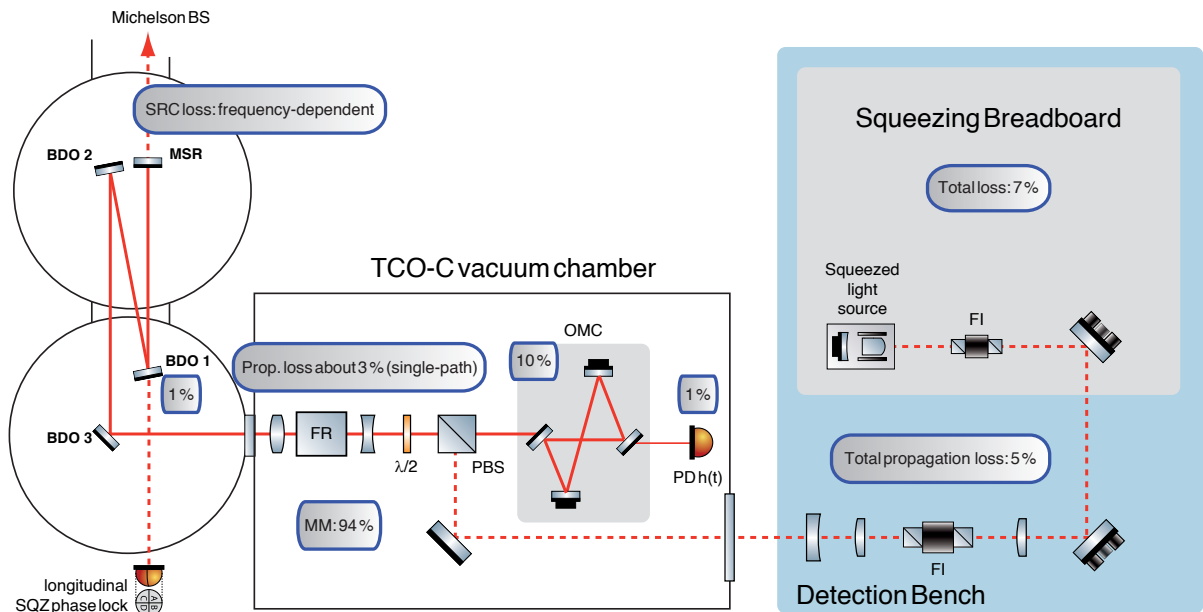 Michelson BS
SRC loss: frequency-dependent
BDO 2
MSR
Squeezing Breadboard
Total loss: 7 %
TCO-C vacuum chamber
Squeezed
light
source
FI
OMC
BDO 1
Prop. loss about 3 % (single-path)
10 %
1 %
1 %
BDO 3
FR
λ/2
PBS
PD h(t)
Total propagation loss: 5 %
MM: 94 %
FI
longitudinal
SQZ phase lock
A B
C D
Detection Bench